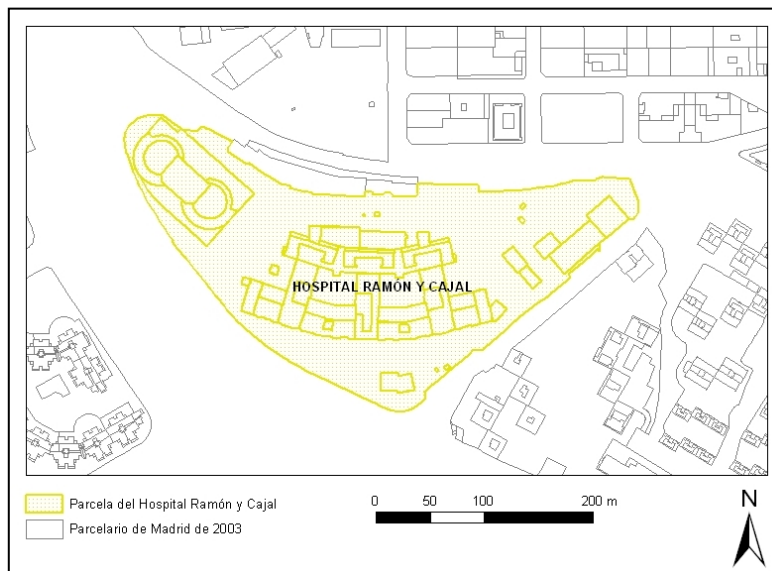 HOSPITAL RAMÓN Y CAJAL
Parcela del Hospital Ramón y Cajal
Parcelario de Madrid de 2003
0 50 100 200 m
N